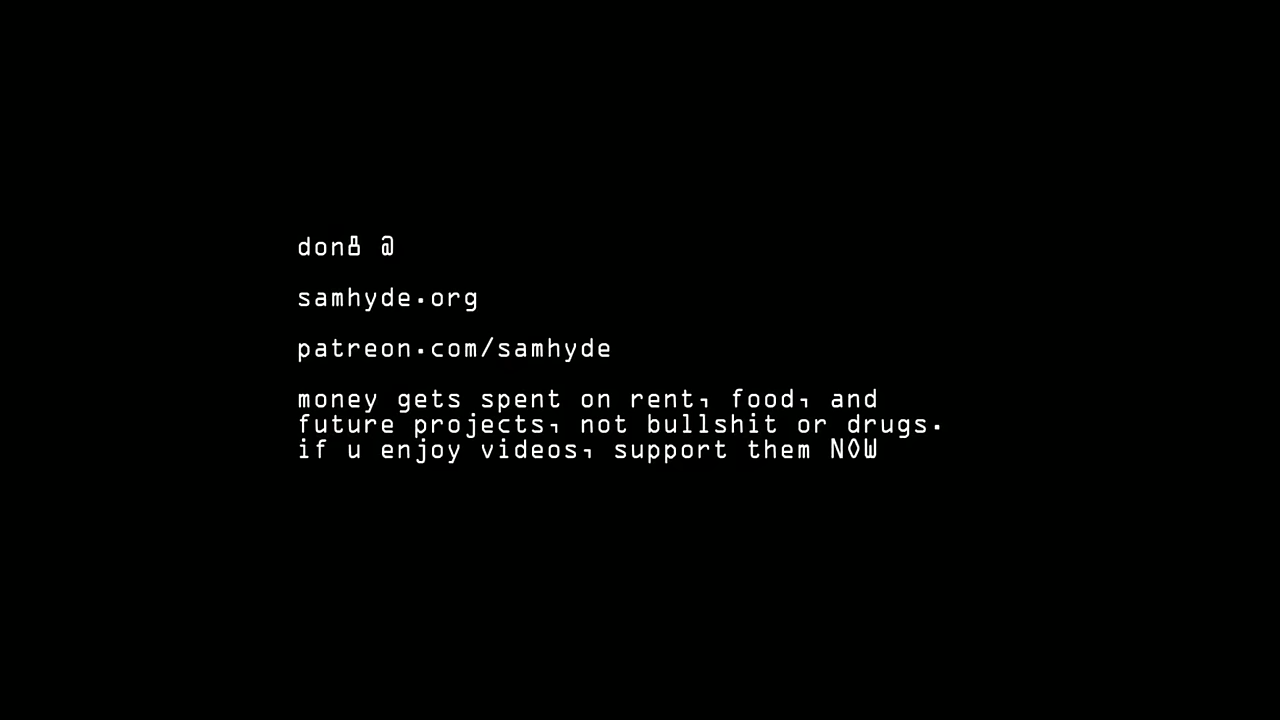 don8 @
samhyde.org
patreon.com/samhyde
money gets spent on rent, food, and
future projects, not bullshit or drugs.
if u enjoy videos, support them NOW